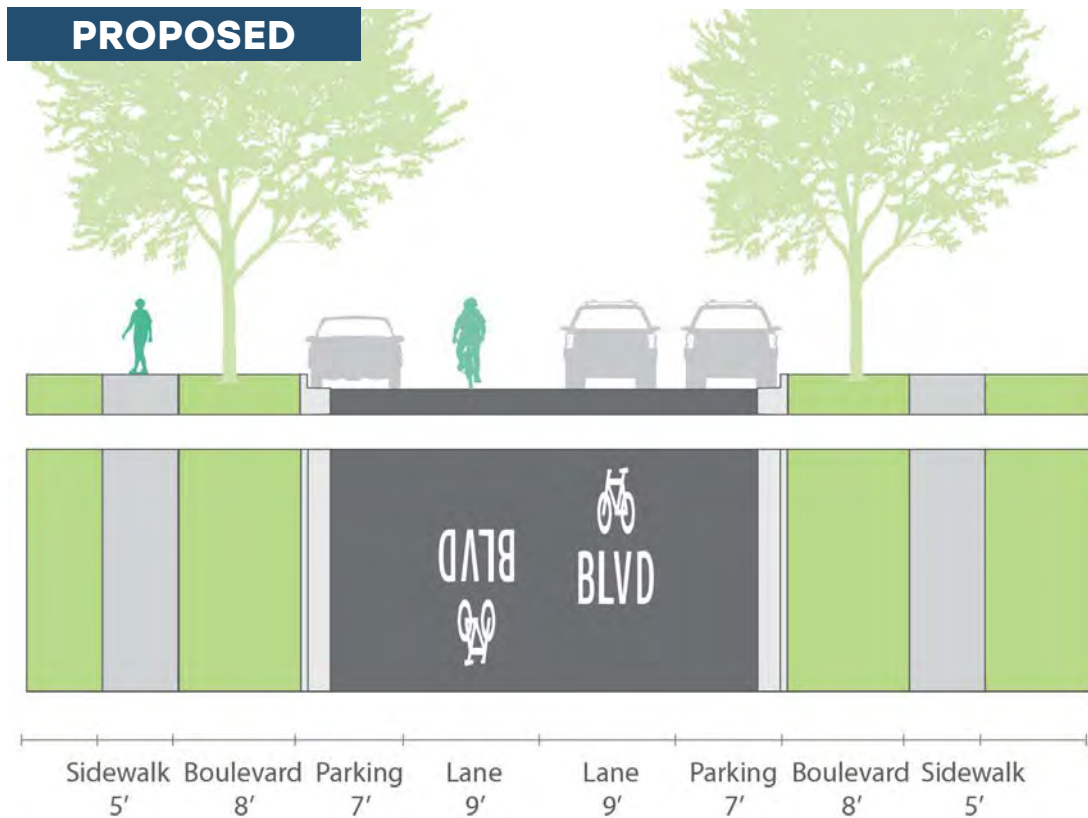 PROPOSED
BLVD
BLVD
Sidewalk Boulevard Parking Lane Lane Parking Boulevard Sidewalk
5’ 8’ 7’ 9’ 9’ 7’ 8’ 5’